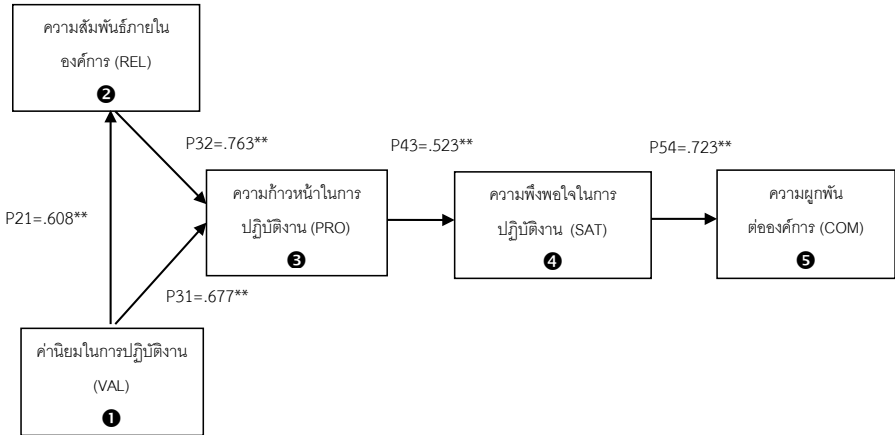 ความสัมพันธ์ภายใน
องค์การ (REL)
❷
P32=.763**
P43=.523**
P54=.723**
P21=.608**
ความก้าวหน้าในการ
ปฏิบัติงาน (PRO)
❸
ความพึงพอใจในการ
ปฏิบัติงาน (SAT)
❹
ความผูกพัน
ต่อองค์การ (COM)
❺
P31=.677**
ค่านิยมในการปฏิบัติงาน
(VAL)
❶